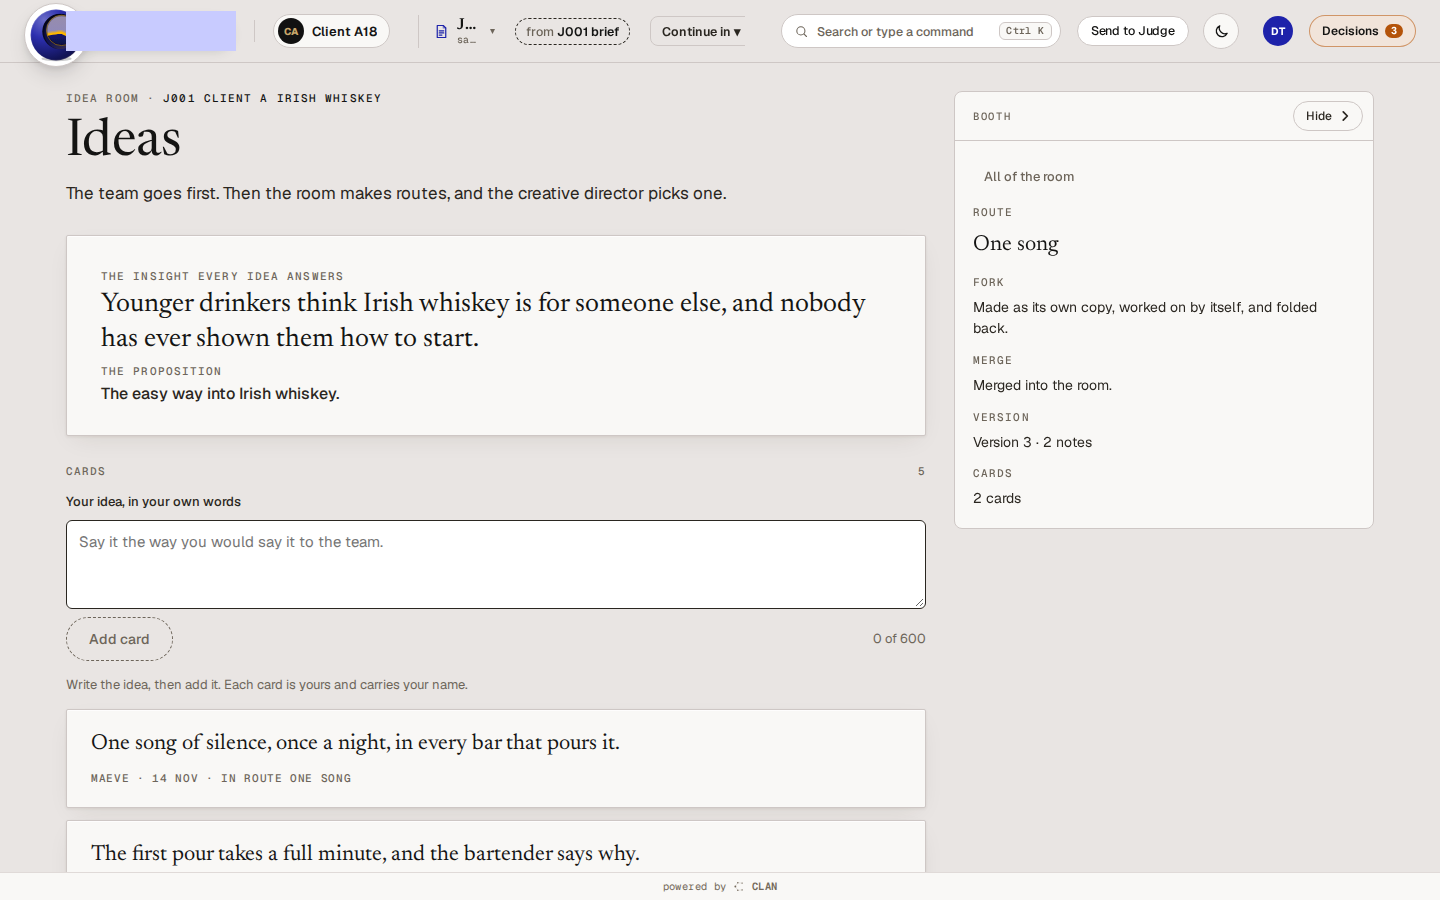 CA Client A18
J...
sa...
from J001 brief
Continue in ▾
Search or type a command Ctrl K
Send to Judge
DT
Decisions 3
IDEA ROOM · J001 CLIENT A IRISH WHISKEY
Ideas
The team goes first. Then the room makes routes, and the creative director picks one.
THE INSIGHT EVERY IDEA ANSWERS
Younger drinkers think Irish whiskey is for someone else, and nobody
has ever shown them how to start.
THE PROPOSITION
The easy way into Irish whiskey.
CARDS 5
Your idea, in your own words
Say it the way you would say it to the team.
Add card 0 of 600
Write the idea, then add it. Each card is yours and carries your name.
One song of silence, once a night, in every bar that pours it.
MAEVE · 14 NOV · IN ROUTE ONE SONG
The first pour takes a full minute, and the bartender says why.
BOOTH Hide
All of the room
ROUTE
One song
FORK
Made as its own copy, worked on by itself, and folded
back.
MERGE
Merged into the room.
VERSION
Version 3 · 2 notes
CARDS
2 cards
powered by CLAN